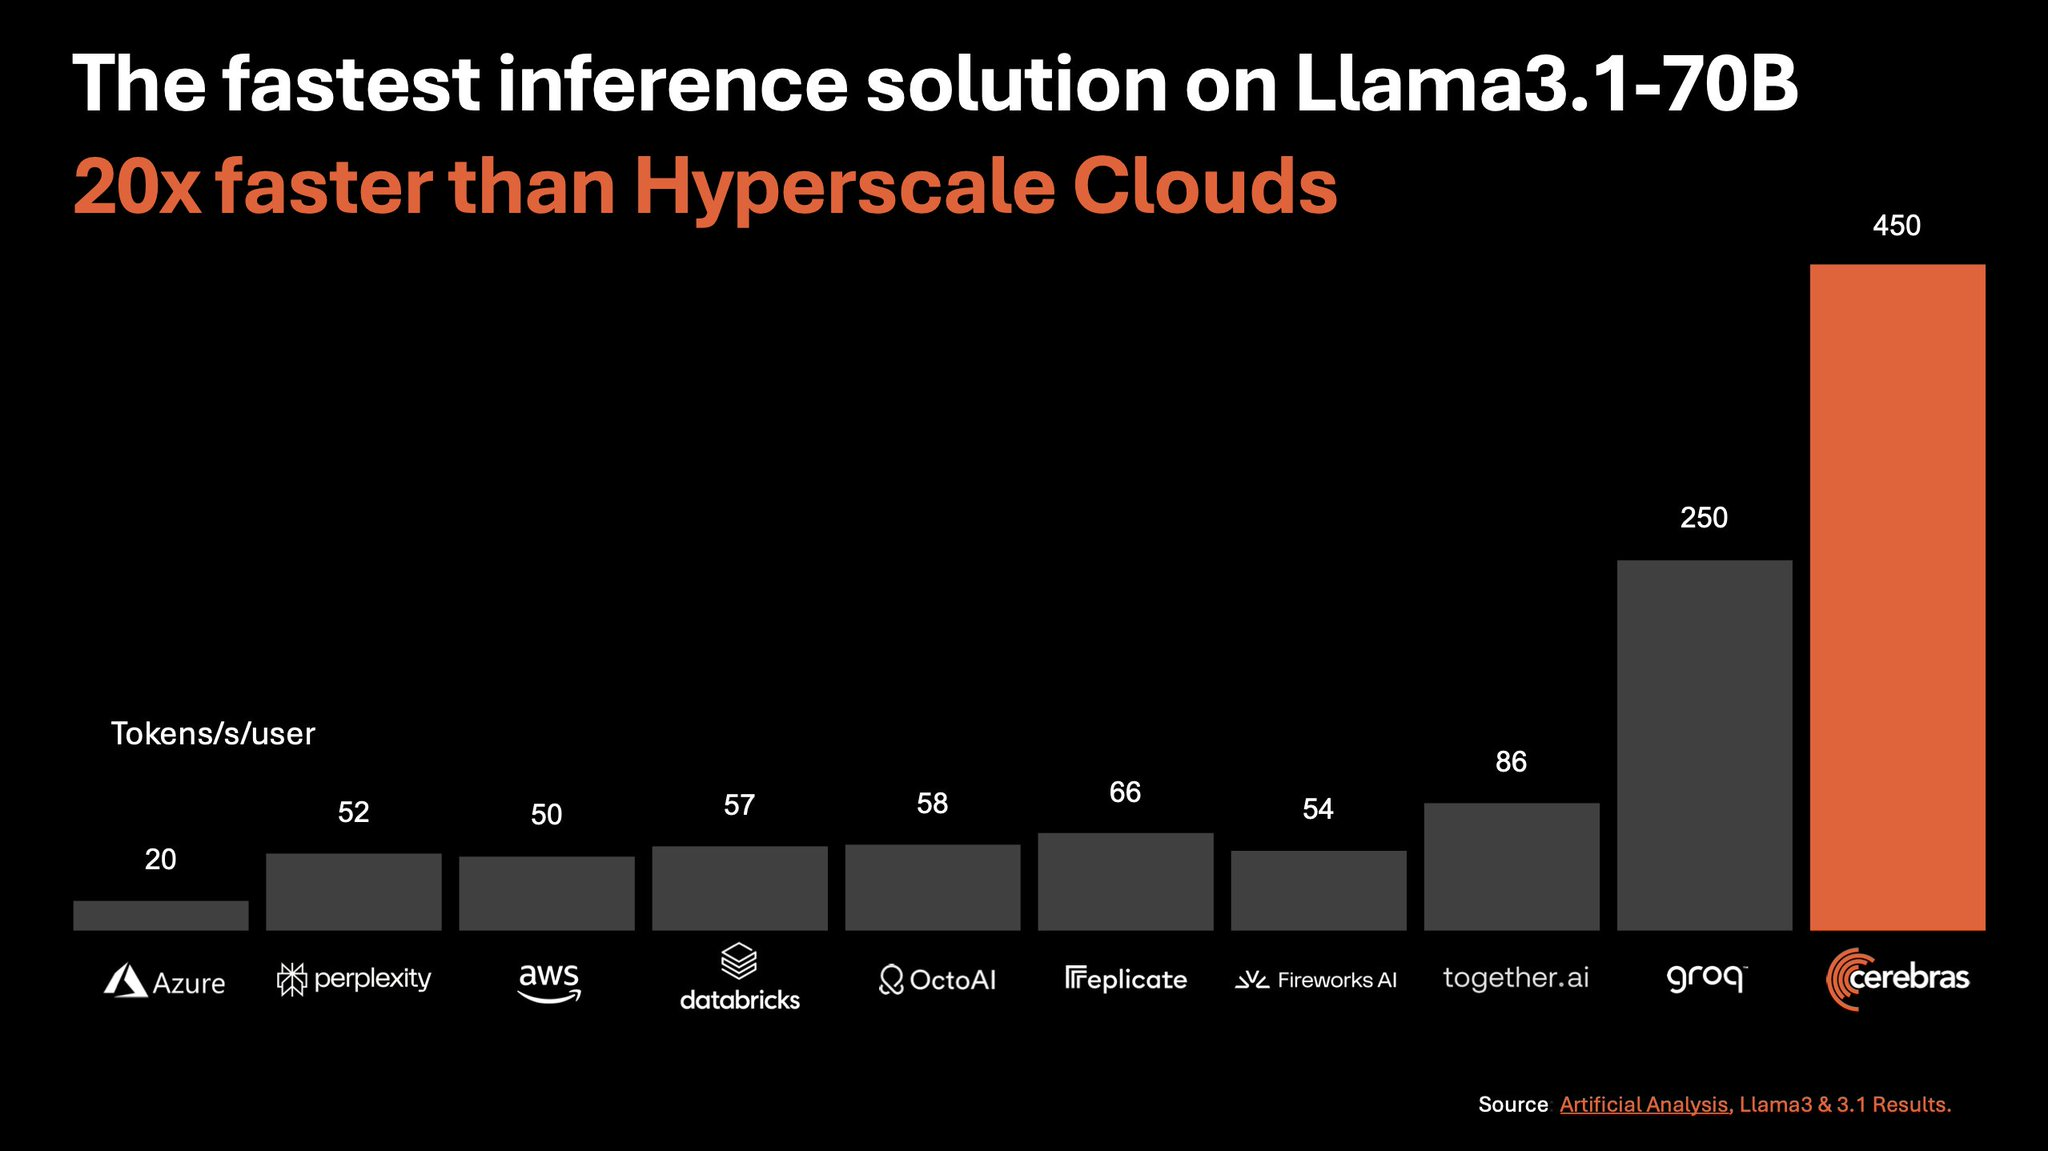 The fastest inference solution on Llama3.1-70B
20x faster than Hyperscale Clouds
Tokens/s/user
20
52
50
57
58
66
54
86
250
450
Azure
perplexity
aws
databricks
OctoAI
Replicate
Fireworks AI
together.ai
groq™
cerebras
Source: Artificial Analysis, Llama3 & 3.1 Results.